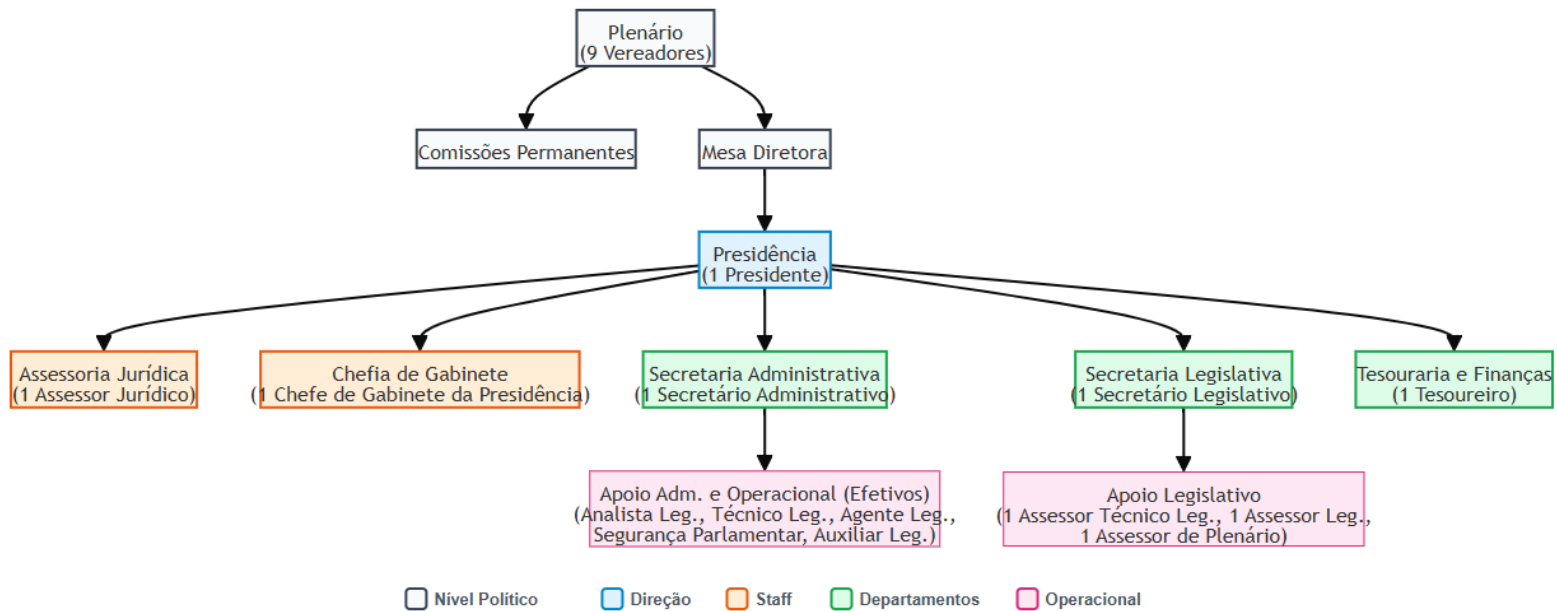 Plenário
(9 Vereadores)
Comissões Permanentes
Mesa Diretora
Presidência
(1 Presidente)
Assessoria Jurídica
(1 Assessor Jurídico)
Chefia de Gabinete
(1 Chefe de Gabinete da Presidência)
Secretaria Administrativa
(1 Secretário Administrativo)
Secretaria Legislativa
(1 Secretário Legislativo)
Tesouraria e Finanças
(1 Tesoureiro)
Apoio Adm. e Operacional (Efetivos)
(Analista Leg., Técnico Leg., Agente Leg.,
Segurança Parlamentar, Auxiliar Leg.)
Apoio Legislativo
(1 Assessor Técnico Leg., 1 Assessor Leg.,
1 Assessor de Plenário)
Nível Político
Direção
Staff
Departamentos
Operacional